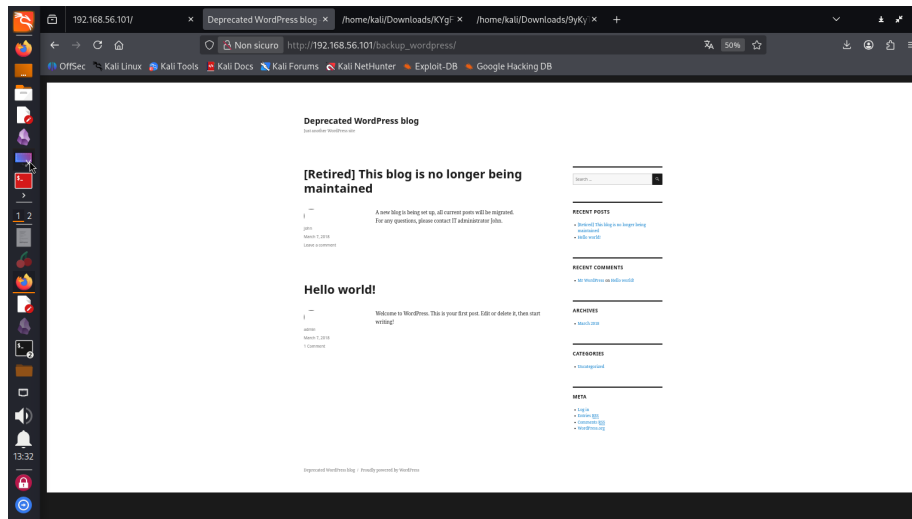 192.168.56.101/
Deprecated WordPress blog
/home/kali/Downloads/KYgF
/home/kali/Downloads/9yKy
Non sicuro
http://192.168.56.101/backup_wordpress/
50%
OffSec
Kali Linux
Kali Tools
Kali Docs
Kali Forums
Kali NetHunter
Exploit-DB
Google Hacking DB
1 2
2
13:32
Deprecated WordPress blog
Just another WordPress site
[Retired] This blog is no longer being
maintained
john
March 7, 2018
Leave a comment
A new blog is being set up, all current posts will be migrated.
For any questions, please contact IT administrator John.
Hello world!
admin
March 7, 2018
1 Comment
Welcome to WordPress. This is your first post. Edit or delete it, then start
writing!
Search …
RECENT POSTS
[Retired] This blog is no longer being
maintained
Hello world!
RECENT COMMENTS
Mr WordPress on Hello world!
ARCHIVES
March 2018
CATEGORIES
Uncategorized
META
Log in
Entries RSS
Comments RSS
WordPress.org
Deprecated WordPress blog / Proudly powered by WordPress